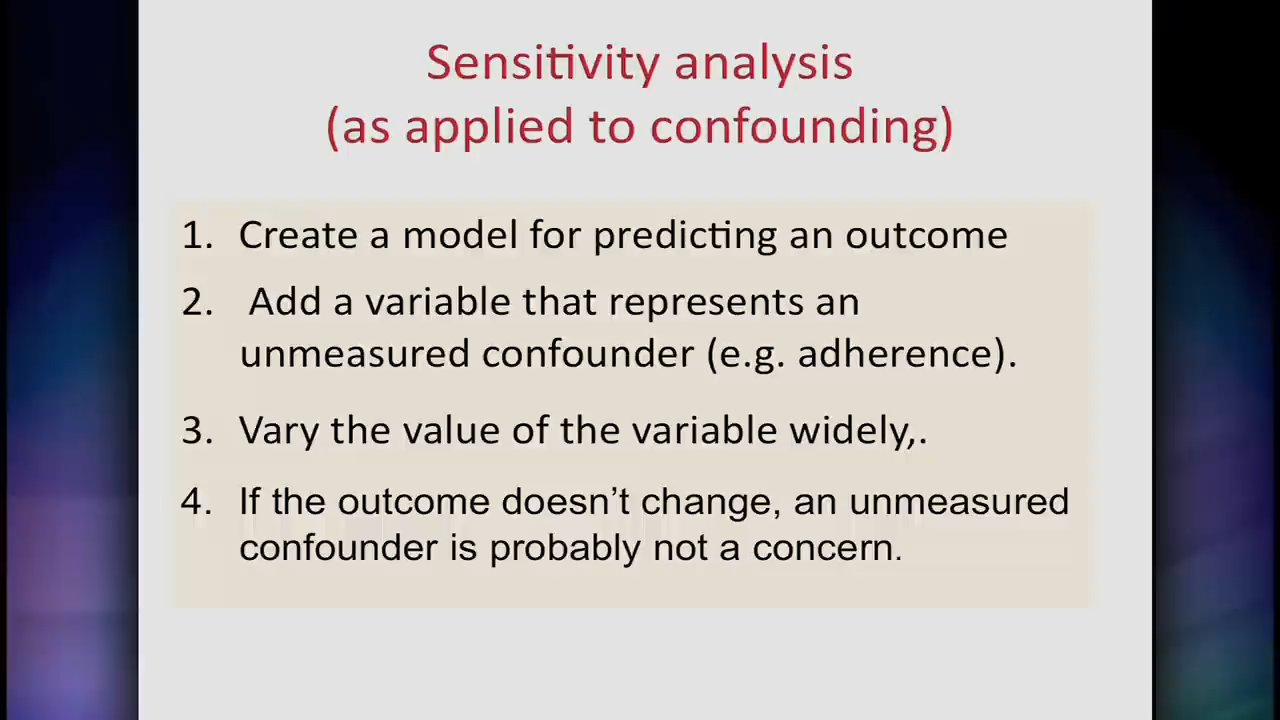 Sensitivity analysis
(as applied to confounding)
1. Create a model for predicting an outcome
2. Add a variable that represents an
unmeasured confounder (e.g. adherence).
3. Vary the value of the variable widely,.
4. If the outcome doesn’t change, an unmeasured
confounder is probably not a concern.